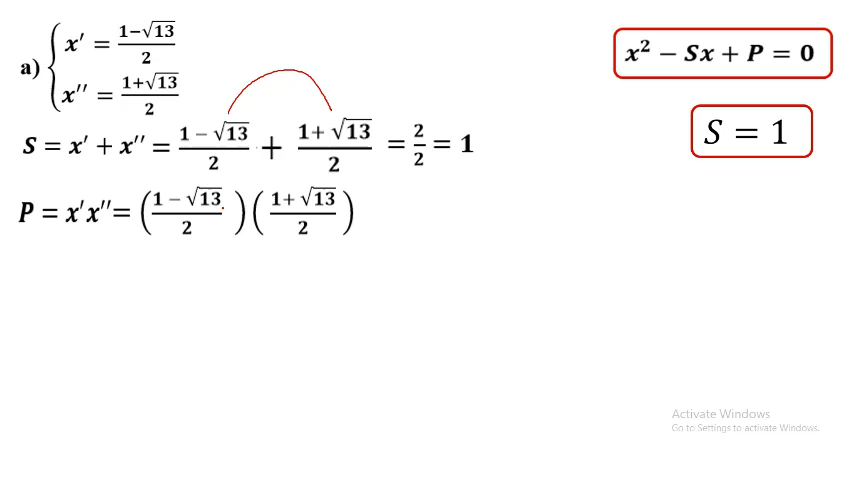 a) { x′ = (1−√13)/2
x″ = (1+√13)/2
x² − Sx + P = 0
S = 1
S = x′ + x″ = (1 − √13)/2 + (1+ √13)/2 = 2/2 = 1
P = x′x″= ((1 − √13)/2) ((1+ √13)/2)
Activate Windows
Go to Settings to activate Windows.